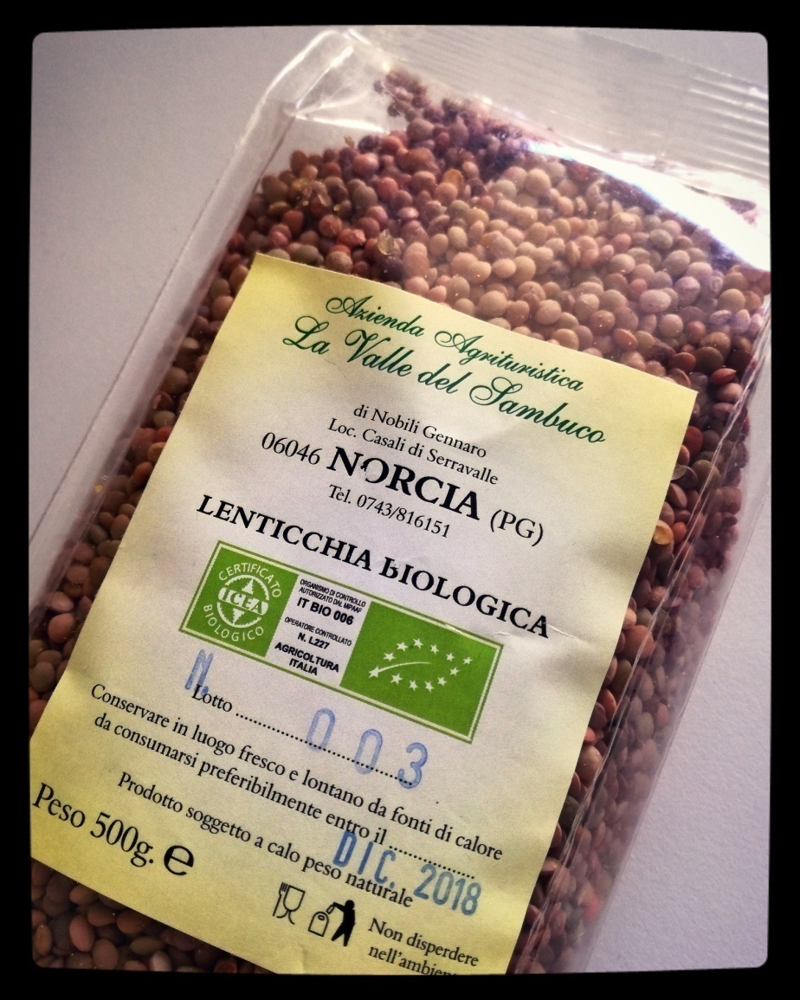 Azienda Agrituristica
La Valle del Sambuco
di Nobili Gennaro
Loc. Casali di Serravalle
06046 NORCIA (PG)
Tel. 0743/816151
LENTICCHIA BIOLOGICA
CERTIFICATO
ICEA
BIOLOGICO
ORGANISMO DI CONTROLLO
AUTORIZZATO DAL MIPAAF
IT BIO 006
OPERATORE CONTROLLATO
N. L227
AGRICOLTURA
ITALIA
N.
Lotto ........................................
003
Conservare in luogo fresco e lontano da fonti di calore
da consumarsi preferibilmente entro il ....................
DIC. 2018
Prodotto soggetto a calo peso naturale
Peso 500g. ℮
Non disperdere
nell'ambien